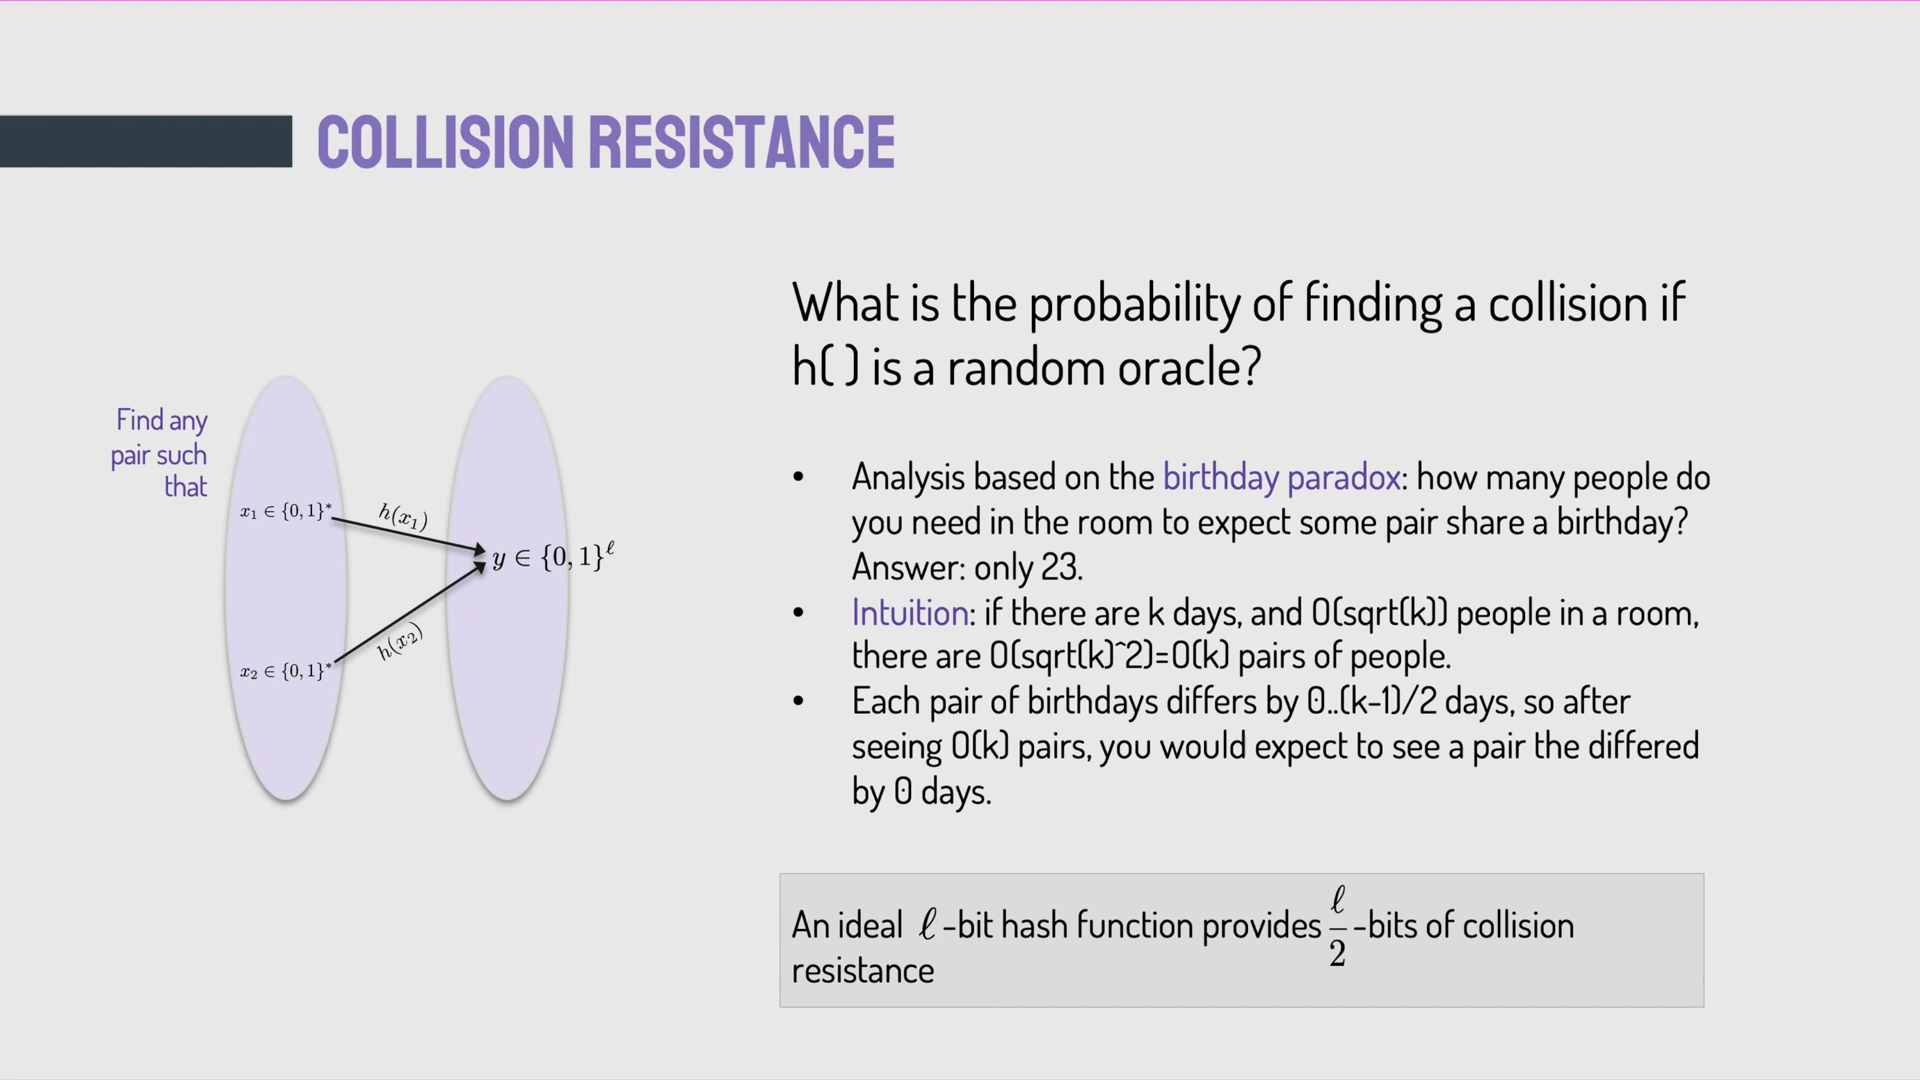 COLLISION RESISTANCE
Find any
pair such
that
x₁ ∈ {0,1}*
h(x₁)
y ∈ {0,1}^ℓ
h(x₂)
x₂ ∈ {0,1}*
What is the probability of finding a collision if
h( ) is a random oracle?
• Analysis based on the birthday paradox: how many people do
you need in the room to expect some pair share a birthday?
Answer: only 23.
• Intuition: if there are k days, and O(sqrt(k)) people in a room,
there are O(sqrt(k)^2)=O(k) pairs of people.
• Each pair of birthdays differs by 0..(k-1)/2 days, so after
seeing O(k) pairs, you would expect to see a pair the differed
by 0 days.
An ideal ℓ-bit hash function provides ℓ/2-bits of collision
resistance